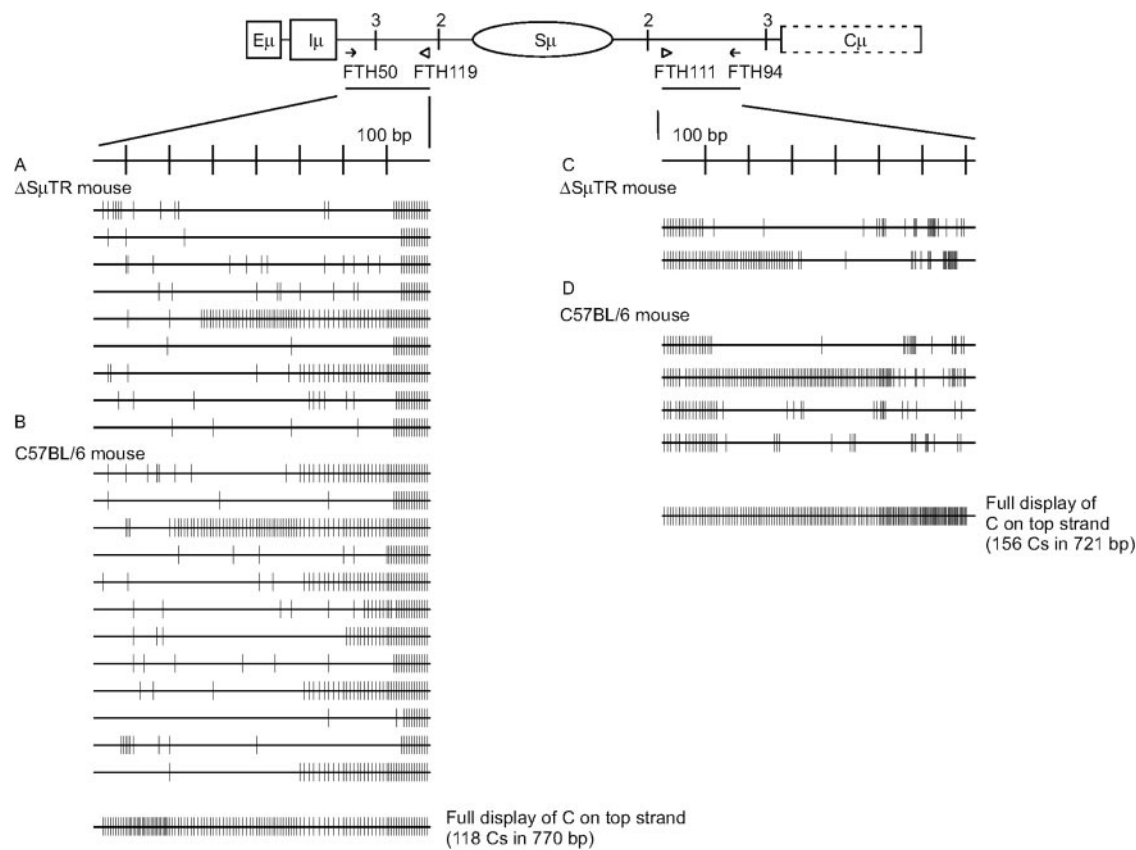 3 2 2 3
Eμ Iμ Sμ Cμ
FTH50 FTH119 FTH111 FTH94
100 bp 100 bp
A
ΔSμTR mouse
B
C57BL/6 mouse
Full display of C on top strand
(118 Cs in 770 bp)
C
ΔSμTR mouse
D
C57BL/6 mouse
Full display of
C on top strand
(156 Cs in 721 bp)